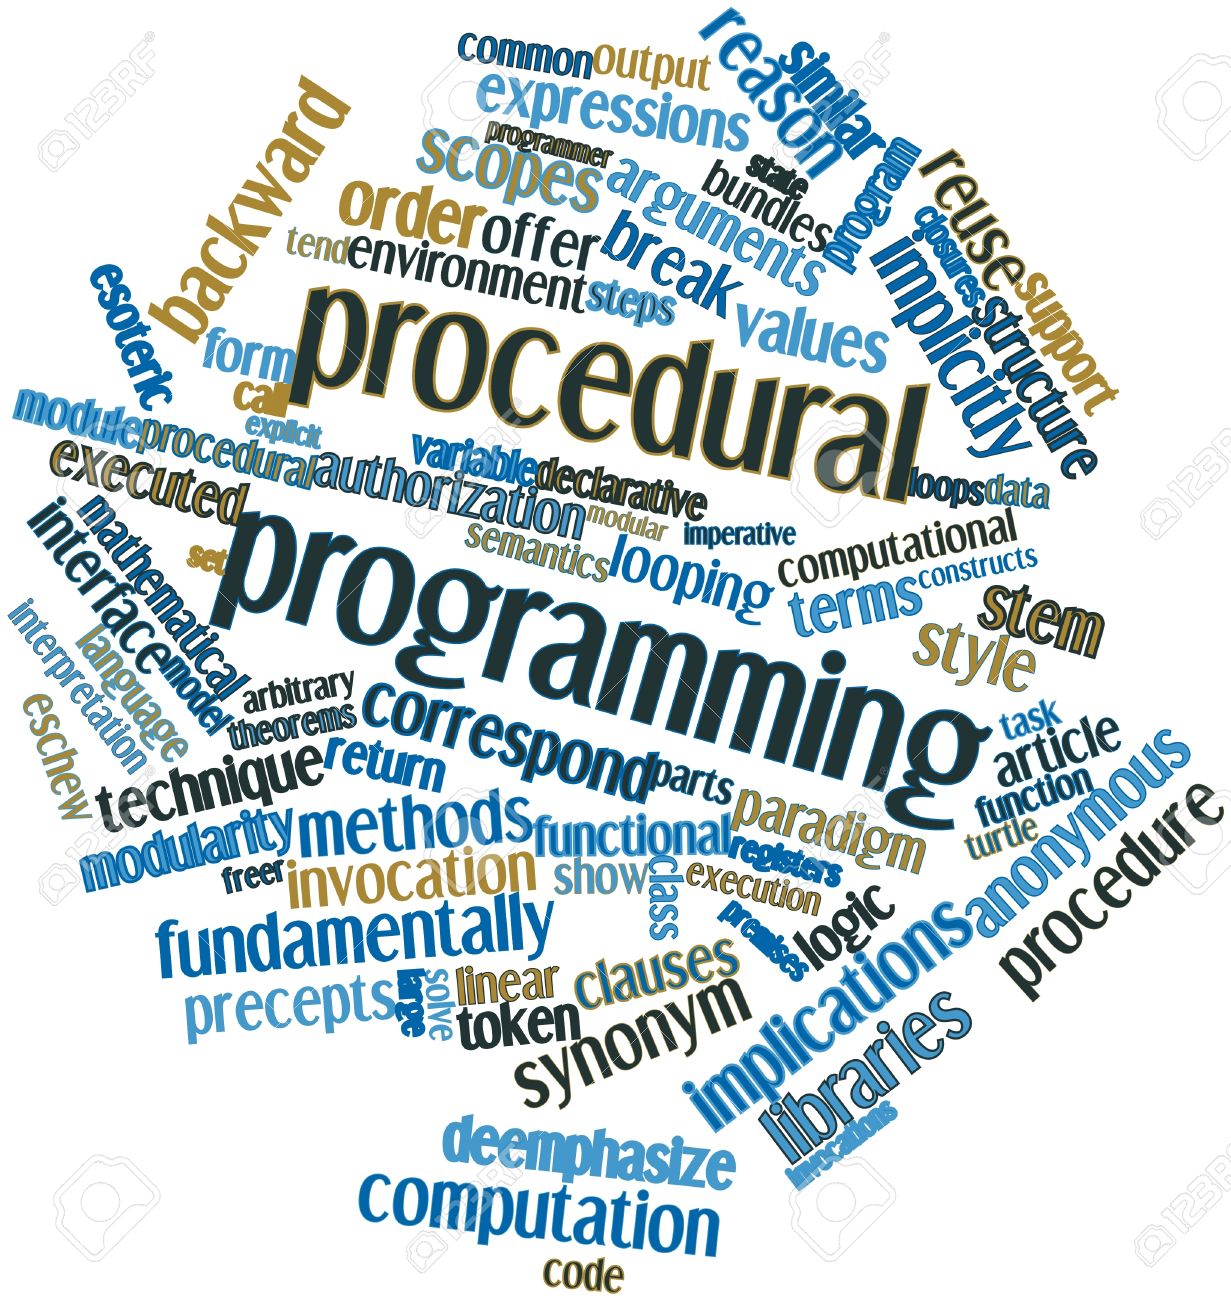 common output
expressions
reason
similar
programmer
scopes
state
bundles
program
arguments
reuse
closures
implicitly
support
structure
backward
order offer
break
tend environment steps
values
esoteric
form
procedural
call
explicit
module procedural authorization
variable declarative
loops data
executed
modular
imperative
semantics
looping
computational
terms constructs
set
programming
stem
style
mathematical
interface
model
interpretation
language
eschew
arbitrary
theorems
correspond
task
article
function
turtle
technique
return
parts
paradigm
anonymous
procedure
modularity
methods
functional
registers
freer
invocation
show
class
execution
premises
logic
fundamentally
implications
precepts
large
solve
linear
token
clauses
synonym
libraries
invocations
deemphasize
computation
code
123RF